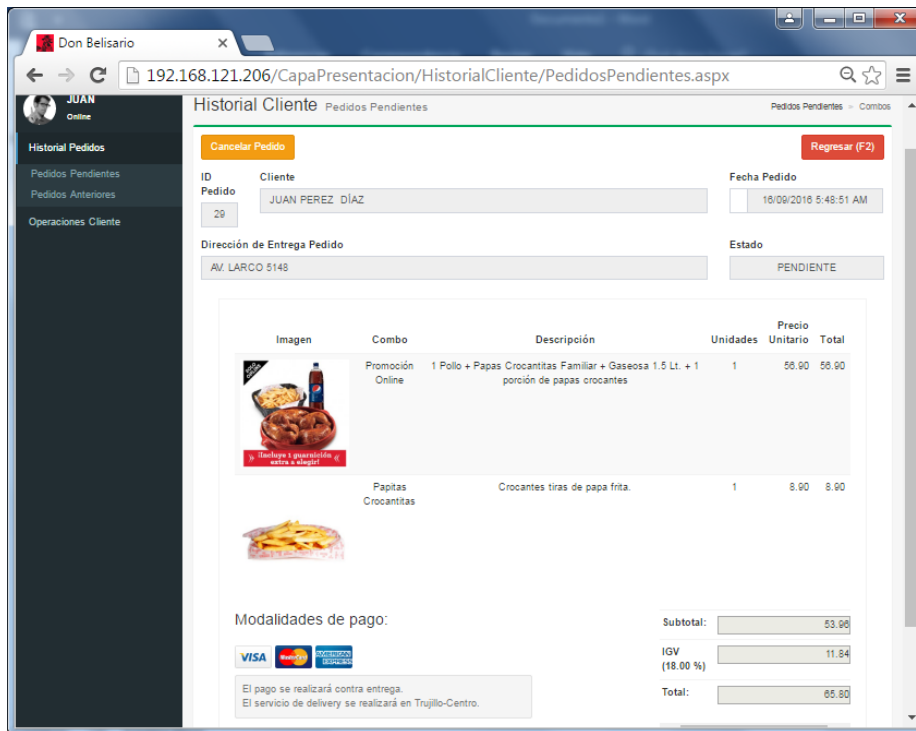 Don Belisario
192.168.121.206/CapaPresentacion/HistorialCliente/PedidosPendientes.aspx
JUAN
Online
Historial Pedidos
Pedidos Pendientes
Pedidos Anteriores
Operaciones Cliente
Historial Cliente Pedidos Pendientes
Pedidos Pendientes > Combos
Cancelar Pedido
Regresar (F2)
ID Cliente Fecha Pedido
Pedido
JUAN PEREZ DÍAZ 16/09/2016 5:48:51 AM
29
Dirección de Entrega Pedido Estado
AV. LARCO 5148 PENDIENTE
Precio
Imagen Combo Descripción Unidades Unitario Total
SOLO
ONLINE
Promoción 1 Pollo + Papas Crocantitas Familiar + Gaseosa 1.5 Lt. + 1 1 56.90 56.90
Online porción de papas crocantes
¡Incluye 1 guarnición
extra a elegir!
Papitas Crocantes tiras de papa frita. 1 8.90 8.90
Crocantitas
Modalidades de pago:
Subtotal: 53.96
VISA MasterCard AMERICAN EXPRESS
IGV 11.84
(18.00 %)
El pago se realizará contra entrega.
El servicio de delivery se realizará en Trujillo-Centro.
Total: 65.80